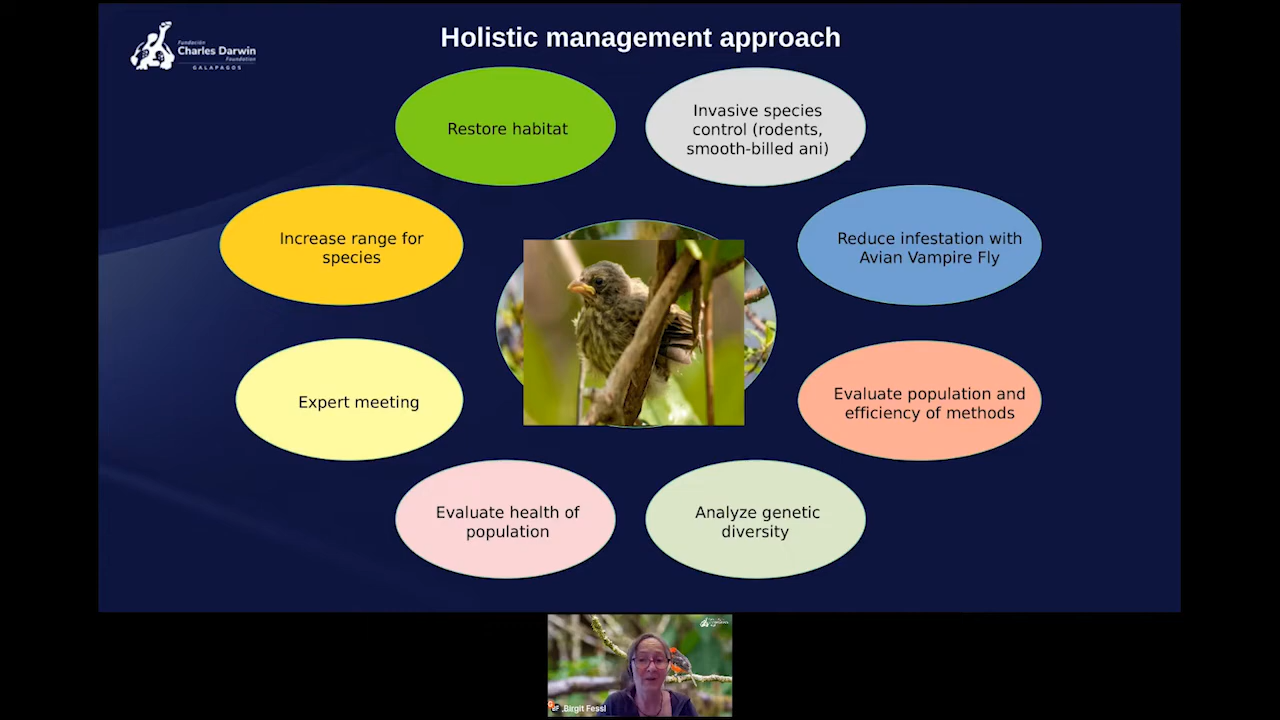 Holistic management approach
Fundación
Charles Darwin
Foundation
GALAPAGOS
Restore habitat
Invasive species
control (rodents,
smooth-billed ani)
Increase range for
species
Reduce infestation with
Avian Vampire Fly
Expert meeting
Evaluate population and
efficiency of methods
Evaluate health of
population
Analyze genetic
diversity
Birgit Fessl